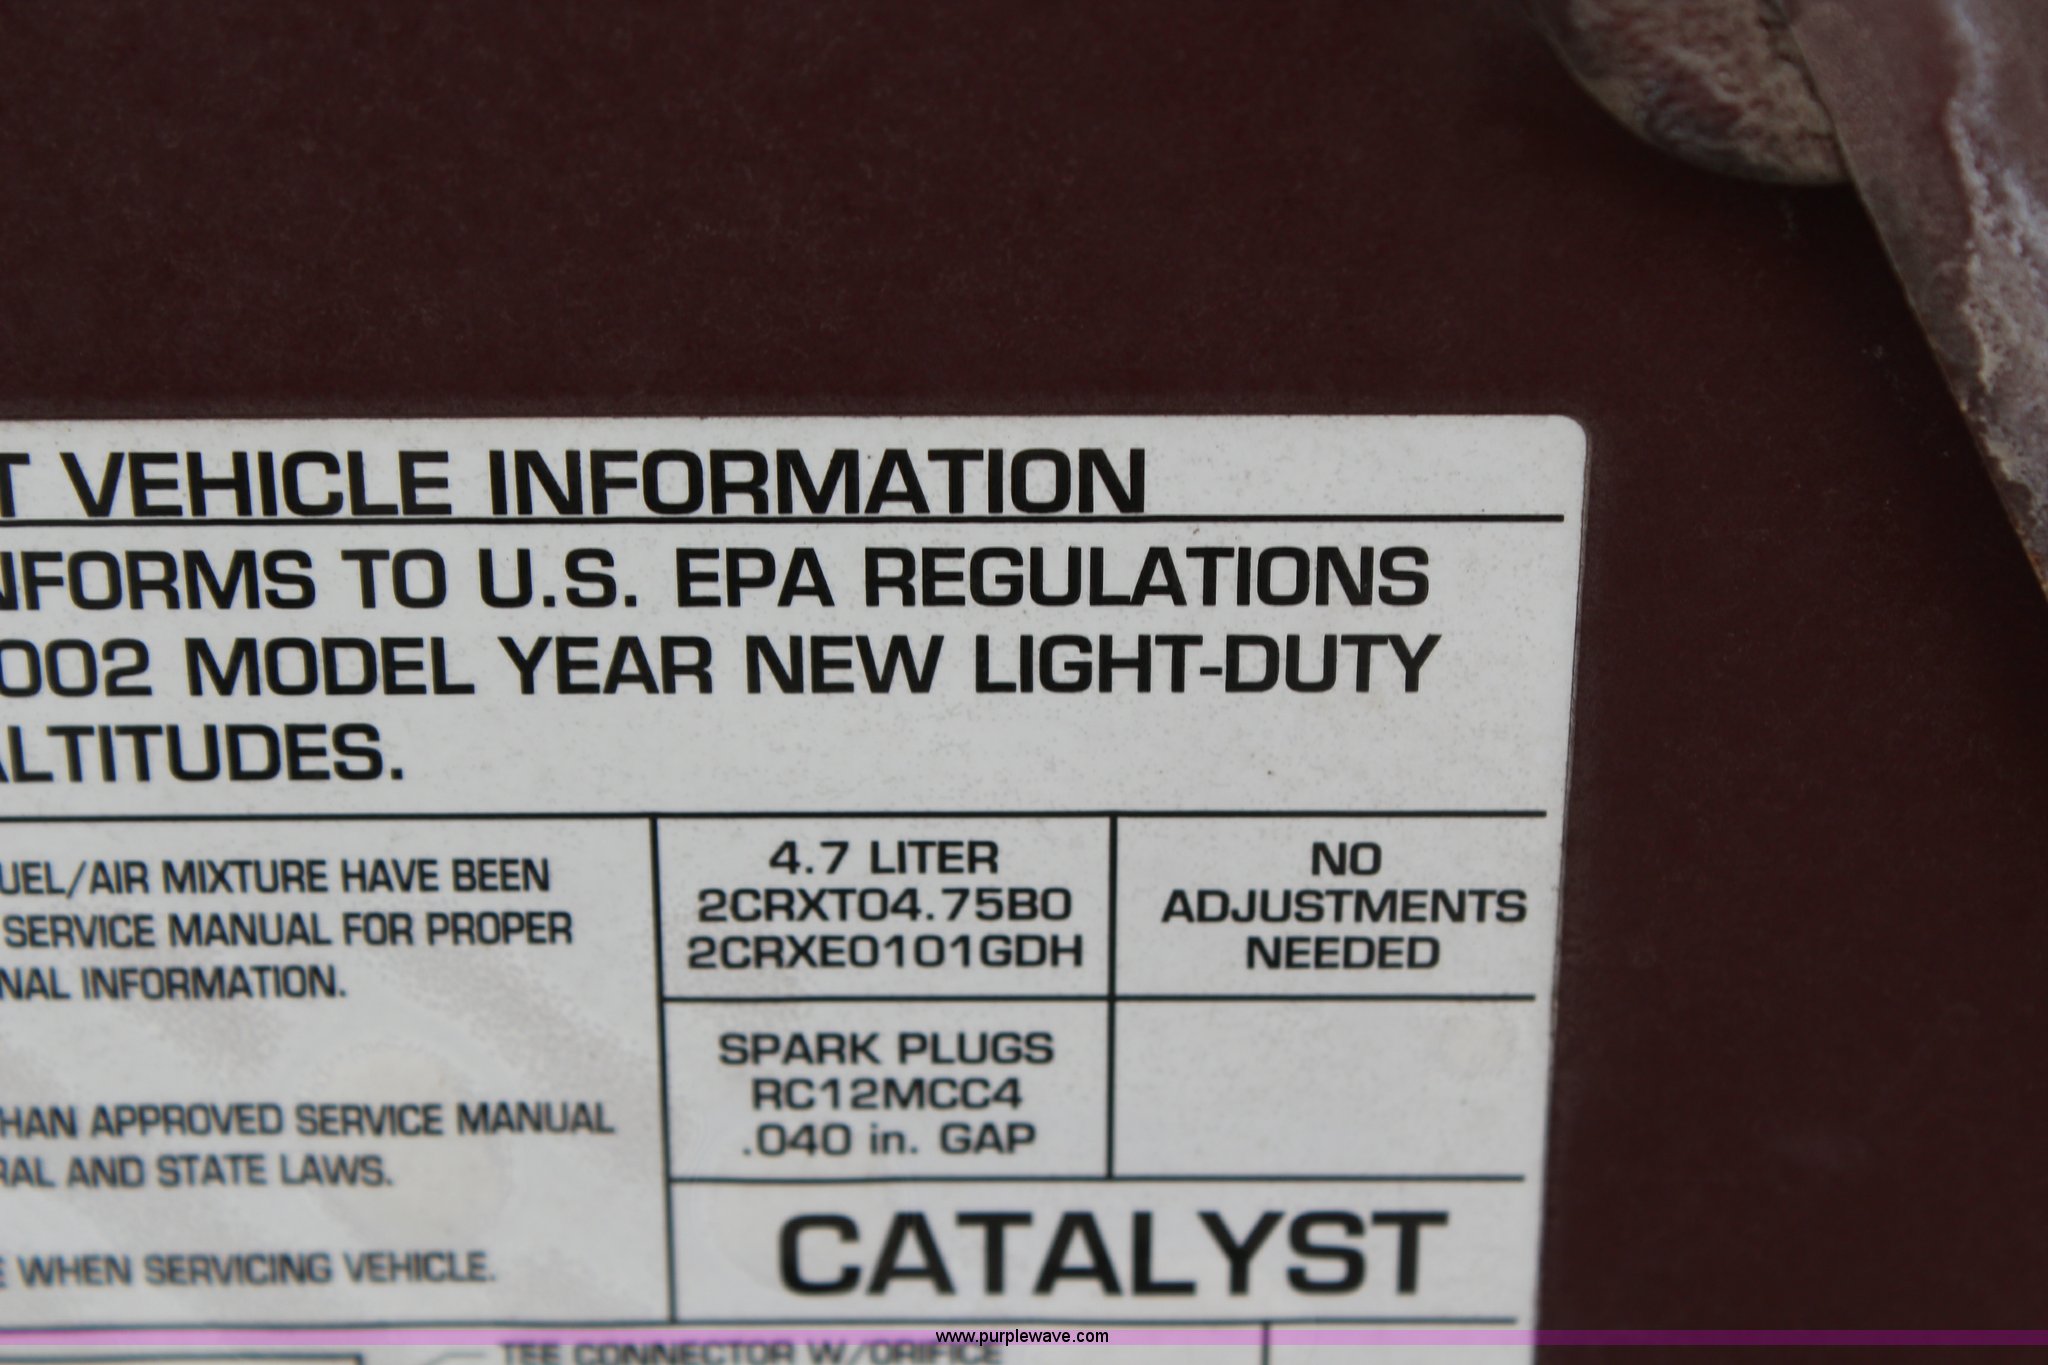 T VEHICLE INFORMATION
NFORMS TO U.S. EPA REGULATIONS
002 MODEL YEAR NEW LIGHT-DUTY
ALTITUDES.
UEL/AIR MIXTURE HAVE BEEN
SERVICE MANUAL FOR PROPER
NAL INFORMATION.
HAN APPROVED SERVICE MANUAL
RAL AND STATE LAWS.
E WHEN SERVICING VEHICLE.
4.7 LITER
2CRXT04.75B0
2CRXE0101GDH
NO
ADJUSTMENTS
NEEDED
SPARK PLUGS
RC12MCC4
.040 in. GAP
CATALYST
TEE CONNECTOR W/ORIFICE
www.purplewave.com